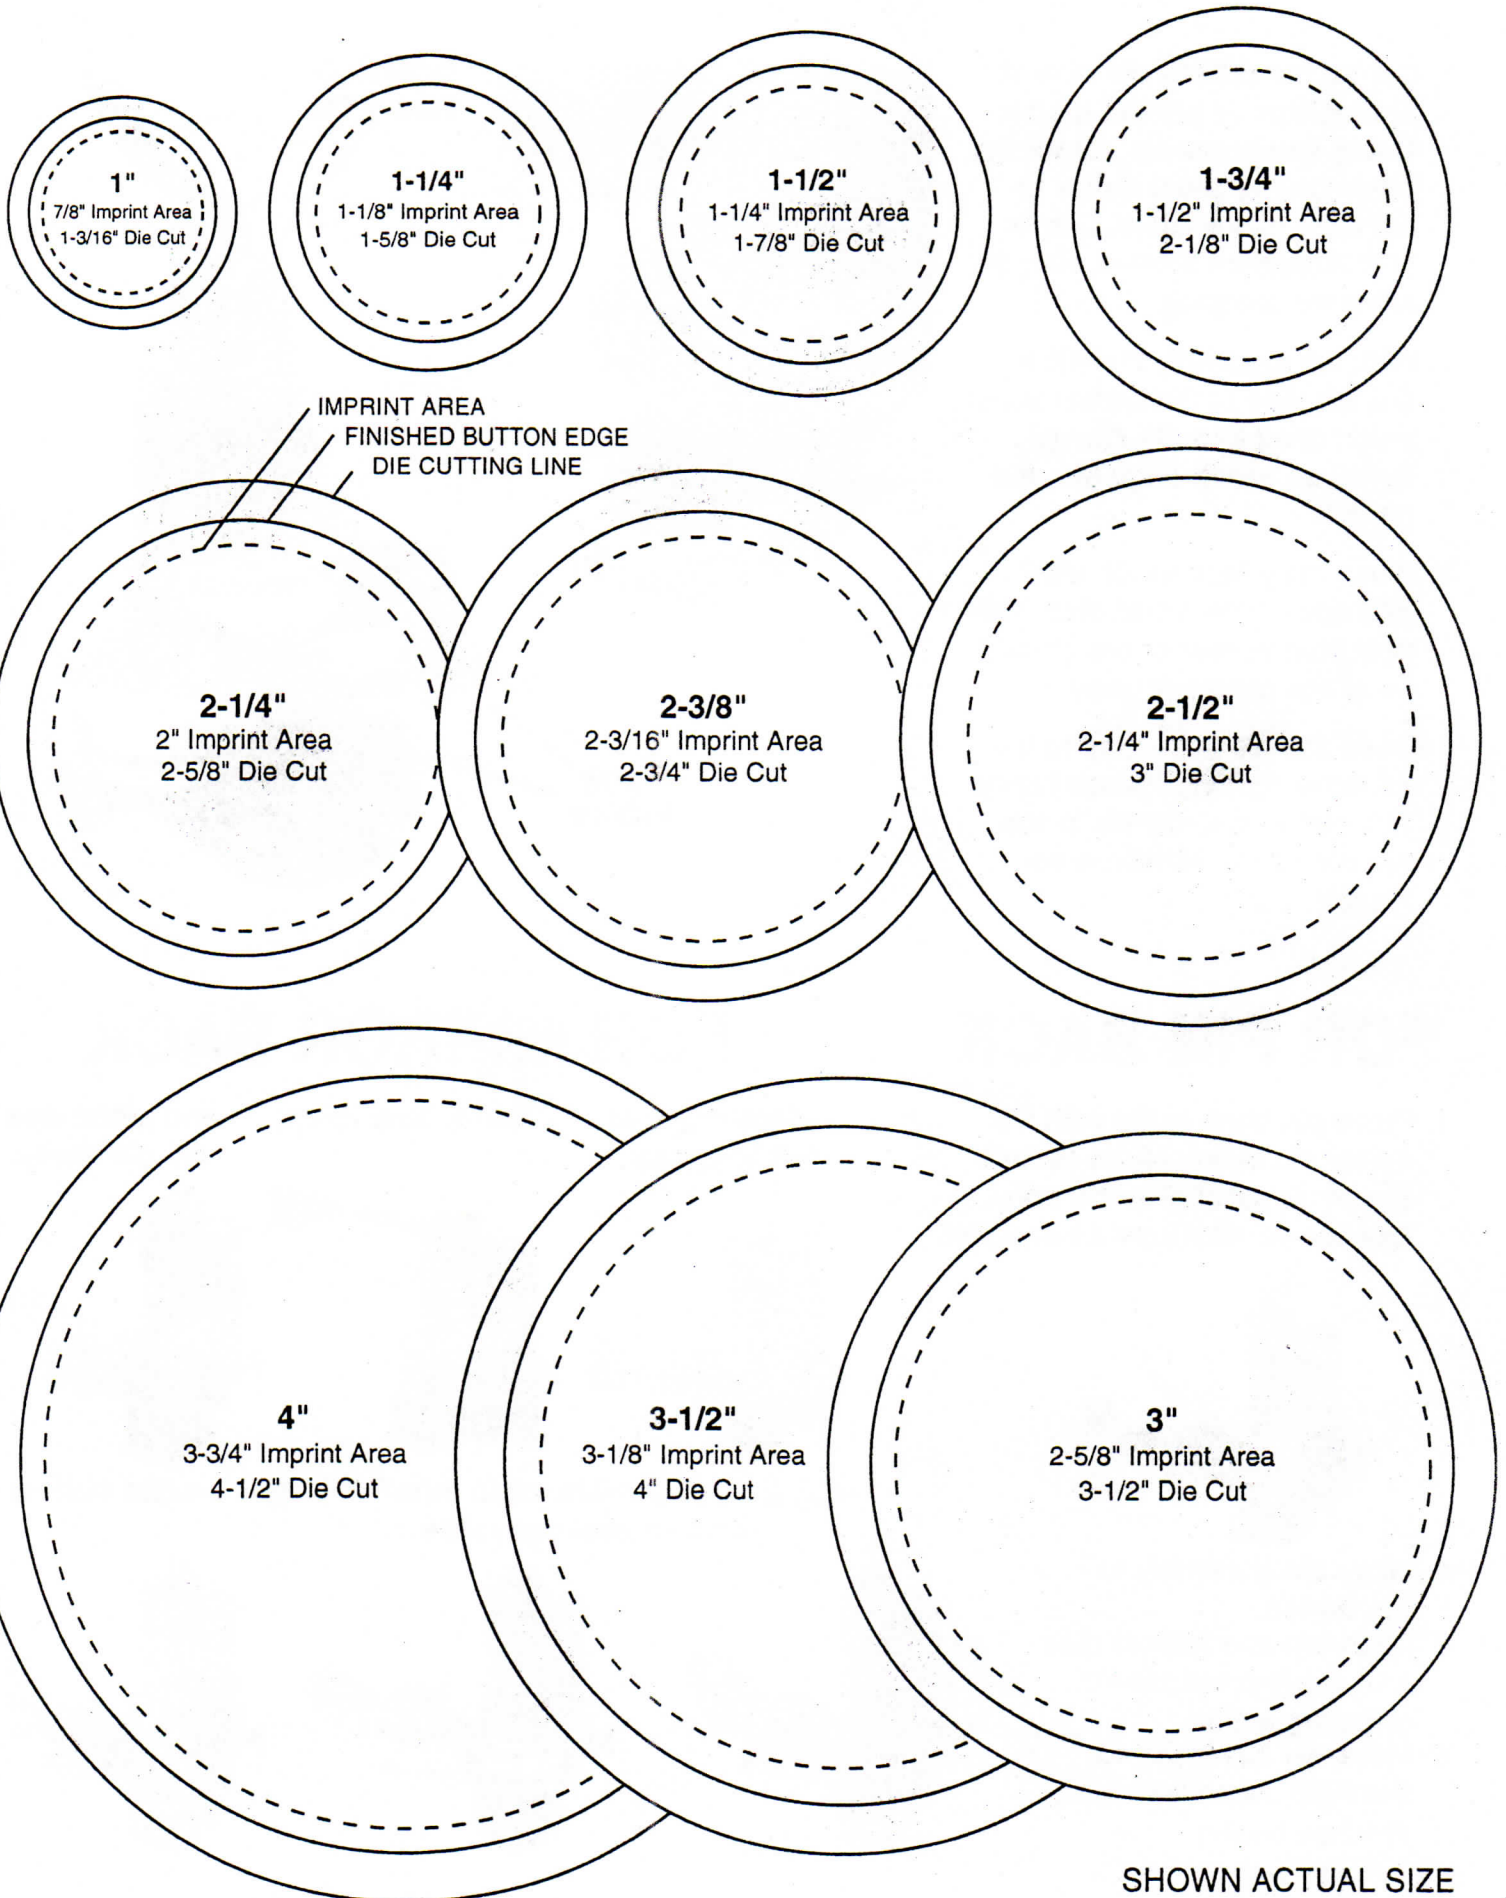 1"
7/8" Imprint Area
1-3/16" Die Cut
1-1/4"
1-1/8" Imprint Area
1-5/8" Die Cut
1-1/2"
1-1/4" Imprint Area
1-7/8" Die Cut
1-3/4"
1-1/2" Imprint Area
2-1/8" Die Cut
IMPRINT AREA
FINISHED BUTTON EDGE
DIE CUTTING LINE
2-1/4"
2" Imprint Area
2-5/8" Die Cut
2-3/8"
2-3/16" Imprint Area
2-3/4" Die Cut
2-1/2"
2-1/4" Imprint Area
3" Die Cut
4"
3-3/4" Imprint Area
4-1/2" Die Cut
3-1/2"
3-1/8" Imprint Area
4" Die Cut
3"
2-5/8" Imprint Area
3-1/2" Die Cut
SHOWN ACTUAL SIZE